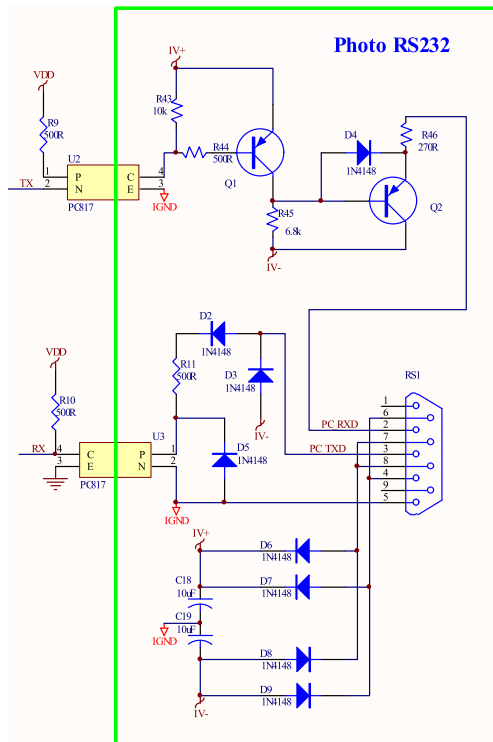 Photo RS232
IV+
VDD
R43
10k
R9
500R
D4
R46
270R
U2
R44
500R
1N4148
1
P
C
4
TX
2
N
E
3
Q1
PC817
IGND
R45
6.8k
Q2
IV-
D2
1N4148
VDD
R11
500R
D3
1N4148
RS1
R10
500R
IV-
1
6
PC RXD
2
7
U3
D5
1N4148
PC TXD
3
RX
4
C
P
1
8
3
E
N
2
4
9
PC817
5
IGND
IV+
D6
1N4148
C18
10uF
D7
1N4148
C19
10uF
IGND
D8
1N4148
D9
1N4148
IV-